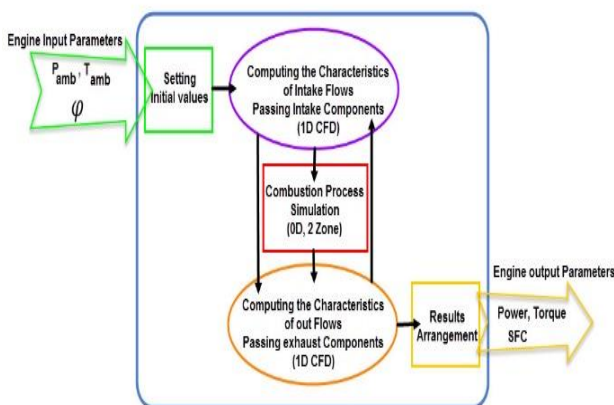 Engine Input Parameters
P_amb, T_amb
φ
Setting
Initial values
Computing the Characteristics
of Intake Flows
Passing Intake Components
(1D CFD)
Combustion Process
Simulation
(0D, 2 Zone)
Computing the Characteristics
of out Flows
Passing exhaust Components
(1D CFD)
Results
Arrangement
Engine output Parameters
Power, Torque
SFC